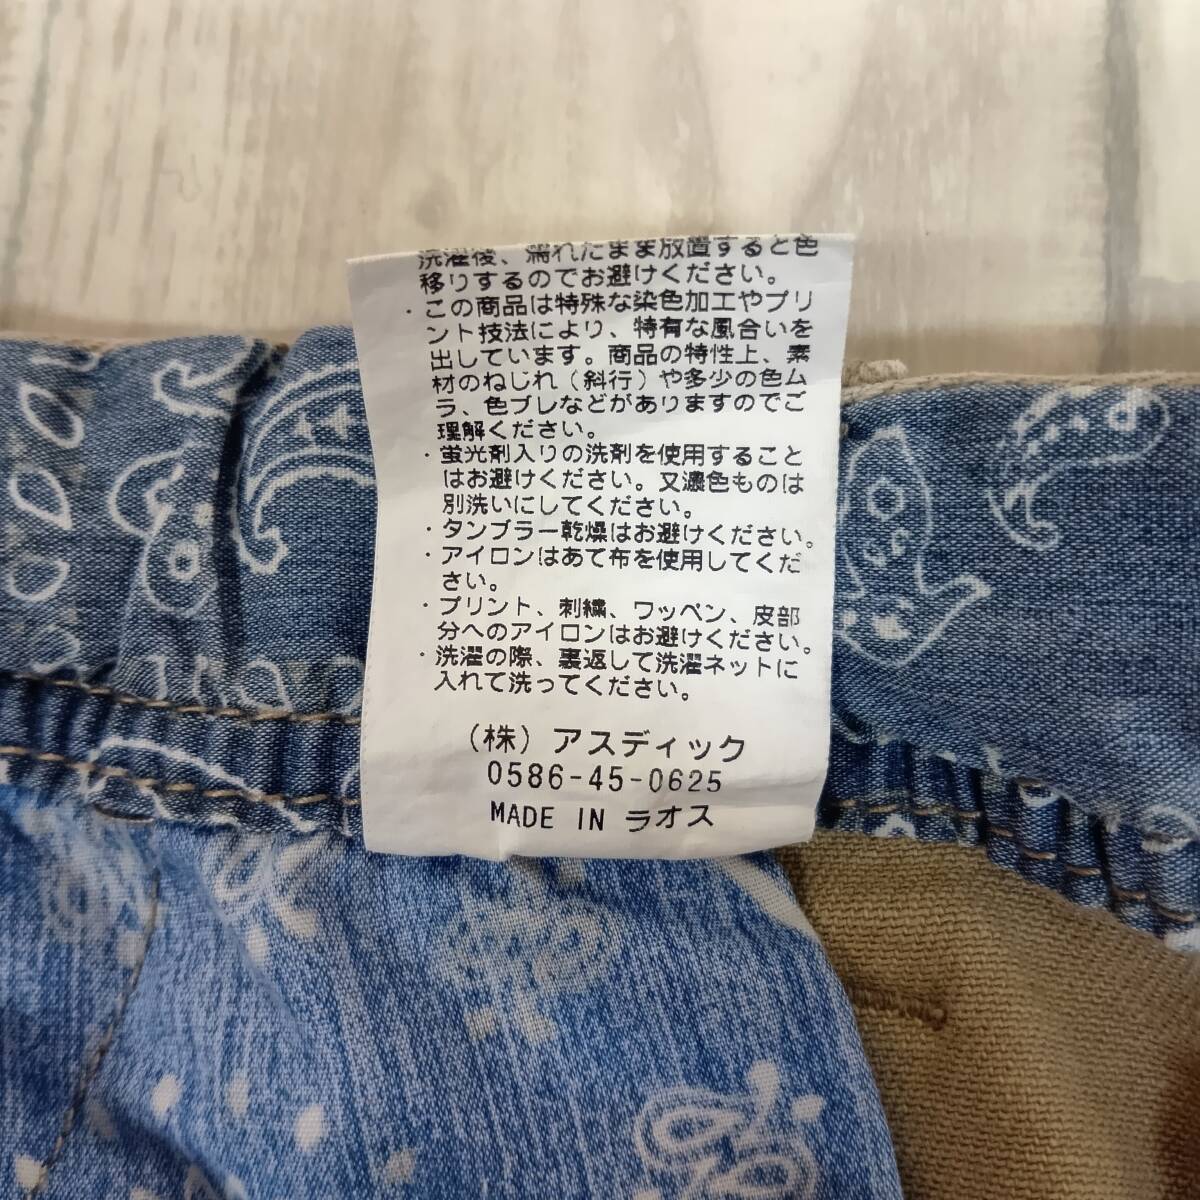 洗濯後、濡れたまま放置すると色
移りするのでお避けください。
・この商品は特殊な染色加工やプリ
ント技法により、特有な風合いを
出しています。商品の特性上、素
材のねじれ（斜行）や多少の色ム
ラ、色ブレなどがありますのでご
理解ください。
・蛍光剤入りの洗剤を使用すること
はお避けください。又濃色ものは
別洗いにしてください。
・タンブラー乾燥はお避けください。
・アイロンはあて布を使用してくだ
さい。
・プリント、刺繍、ワッペン、皮部
分へのアイロンはお避けください。
・洗濯の際、裏返して洗濯ネットに
入れて洗ってください。
（株）アスディック
0586-45-0625
MADE IN ラオス